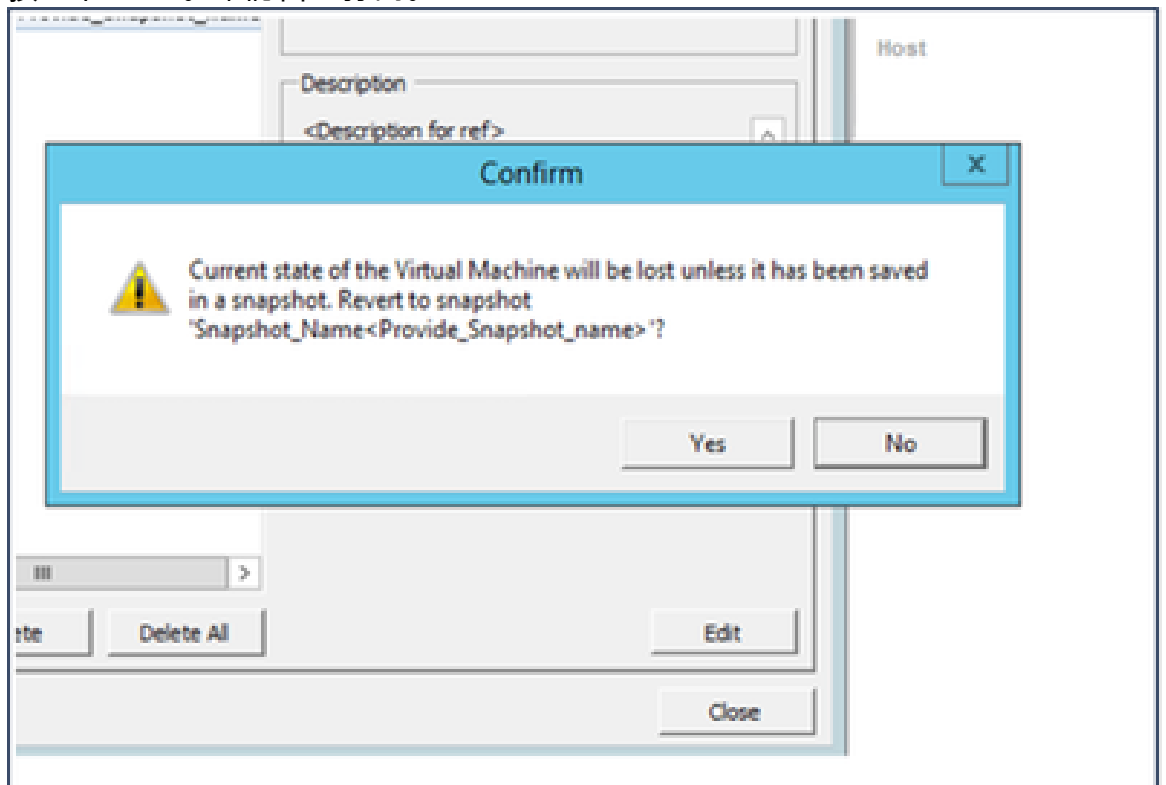 Host
Description
<Description for ref>
Confirm
X
Current state of the Virtual Machine will be lost unless it has been saved
in a snapshot. Revert to snapshot
'Snapshot_Name<Provide_Snapshot_name>'?
Yes
No
Delete All
Edit
Close